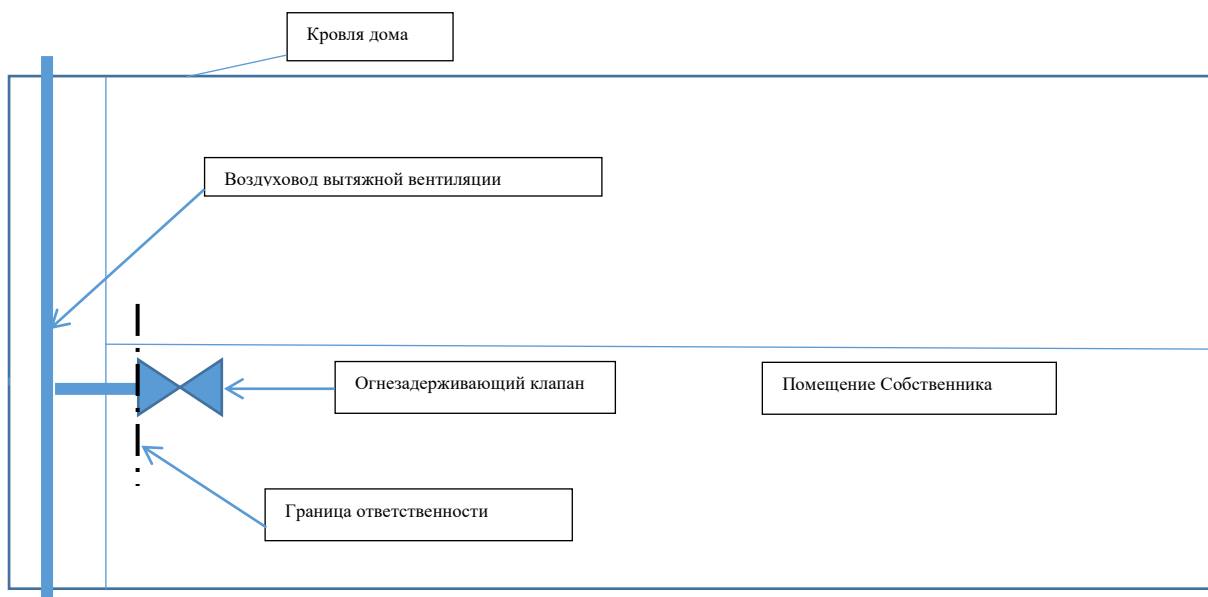 Кровля дома
Воздуховод вытяжной вентиляции
Огнезадерживающий клапан
Помещение Собственника
Граница ответственности